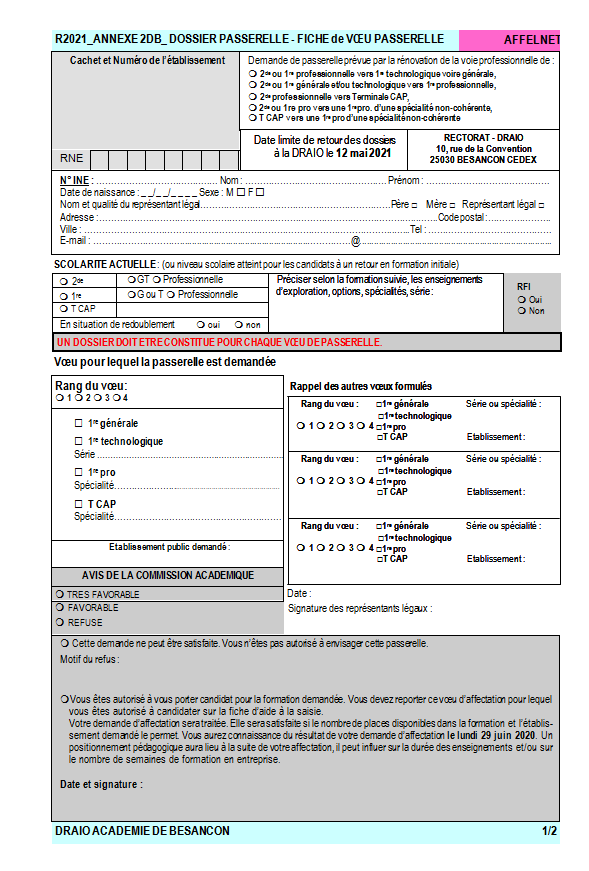 R2021_ANNEXE 2DB_ DOSSIER PASSERELLE - FICHE de VŒU PASSERELLE AFFELNET
Cachet et Numéro de l'établissement
RNE
Demande de passerelle prévue par la rénovation de la voie professionnelle de :
❍ 2de ou 1re professionnelle vers 1re technologique voire générale,
❍ 2de ou 1re générale et/ou technologique vers 1re professionnelle,
❍ 2de professionnelle vers Terminale CAP,
❍ 2de ou 1re pro vers une 1re pro. d'une spécialité non-cohérente,
❍ T CAP vers une 1re pro d'une spécialité non-cohérente
Date limite de retour des dossiers
à la DRAIO le 12 mai 2021
RECTORAT - DRAIO
10, rue de la Convention
25030 BESANCON CEDEX
N° INE : ........................................ Nom : ........................................ Prénom : ........................................
Date de naissance : _ _/_ _/_ _ _ _ Sexe : M □ F □
Nom et qualité du représentant légal........................................Père □ Mère □ Représentant légal □
Adresse : ........................................Code postal : ....................
Ville : ........................................Tel : ........................................
E-mail : ........................................@........................................
SCOLARITE ACTUELLE : (ou niveau scolaire atteint pour les candidats à un retour en formation initiale)
❍ 2de ❍ GT ❍ Professionnelle
❍ 1re ❍ G ou T ❍ Professionnelle
❍ T CAP
En situation de redoublement ❍ oui ❍ non
Préciser selon la formation suivie, les enseignements
d'exploration, options, spécialités, série :
RFI
❍ Oui
❍ Non
UN DOSSIER DOIT ETRE CONSTITUE POUR CHAQUE VŒU DE PASSERELLE.
Vœu pour lequel la passerelle est demandée
Rang du vœu:
❍ 1 ❍ 2 ❍ 3 ❍ 4
□ 1re générale
□ 1re technologique
Série ........................................
□ 1re pro
Spécialité........................................
□ T CAP
Spécialité........................................
Etablissement public demandé :
AVIS DE LA COMMISSION ACADEMIQUE
❍ TRES FAVORABLE
❍ FAVORABLE
❍ REFUSE
Rappel des autres vœux formulés
Rang du vœu : □1re générale Série ou spécialité :
□1re technologique
❍ 1 ❍ 2 ❍ 3 ❍ 4 □1re pro
□T CAP Etablissement :
Rang du vœu : □1re générale Série ou spécialité :
□1re technologique
❍ 1 ❍ 2 ❍ 3 ❍ 4 □1re pro
□T CAP Etablissement :
Rang du vœu : □1re générale Série ou spécialité :
□1re technologique
❍ 1 ❍ 2 ❍ 3 ❍ 4 □1re pro
□T CAP Etablissement :
Date :
Signature des représentants légaux :
❍ Cette demande ne peut être satisfaite. Vous n'êtes pas autorisé à envisager cette passerelle.
Motif du refus :
❍Vous êtes autorisé à vous porter candidat pour la formation demandée. Vous devez reporter ce vœu d'affectation pour lequel
vous êtes autorisé à candidater sur la fiche d'aide à la saisie.
Votre demande d'affectation sera traitée. Elle sera satisfaite si le nombre de places disponibles dans la formation et l'établis-
sement demandé le permet. Vous aurez connaissance du résultat de votre demande d'affectation le lundi 29 juin 2020. Un
positionnement pédagogique aura lieu à la suite de votre affectation, il peut influer sur la durée des enseignements et/ou sur
le nombre de semaines de formation en entreprise.
Date et signature :
DRAIO ACADEMIE DE BESANCON 1/2